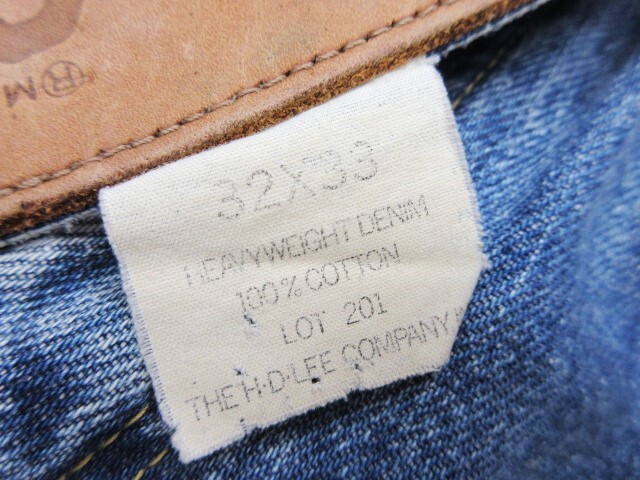 ®M
32X33
HEAVYWEIGHT DENIM
100% COTTON
LOT 201
THE H·D·LEE COMPANY